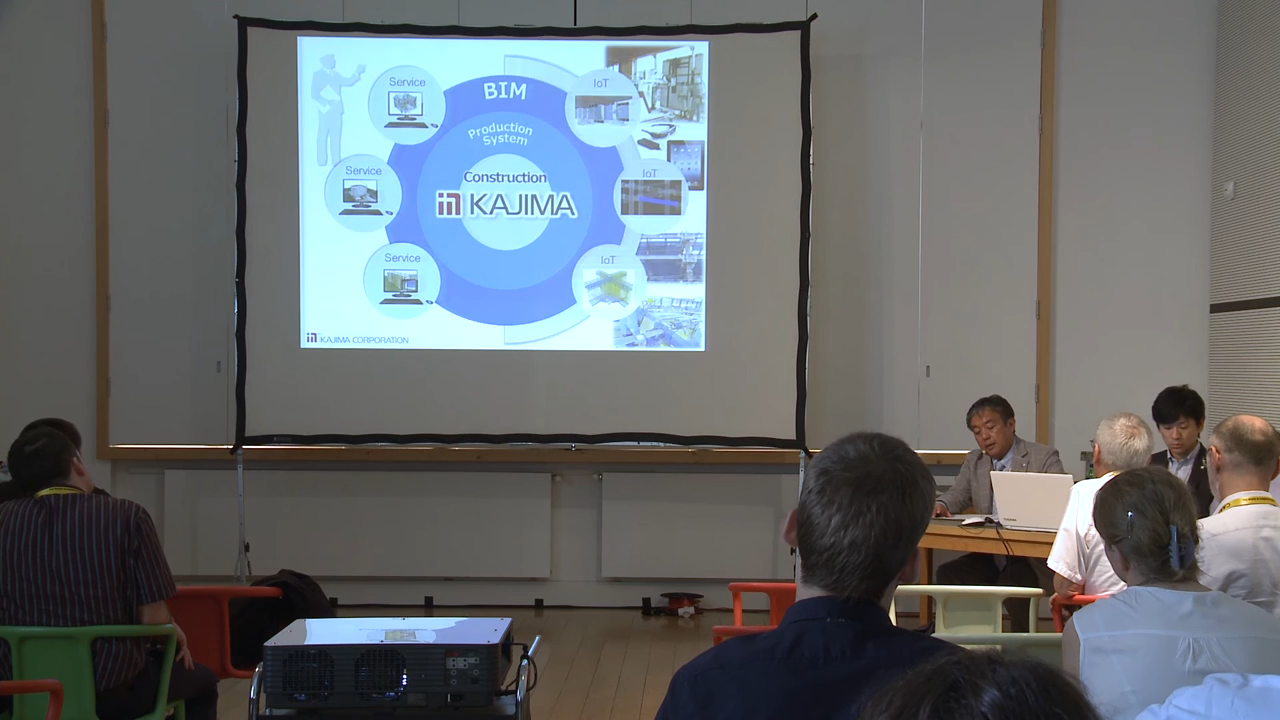 Service
BIM
IoT
Production
System
Service
Construction
KAJIMA
IoT
Service
IoT
KAJIMA CORPORATION